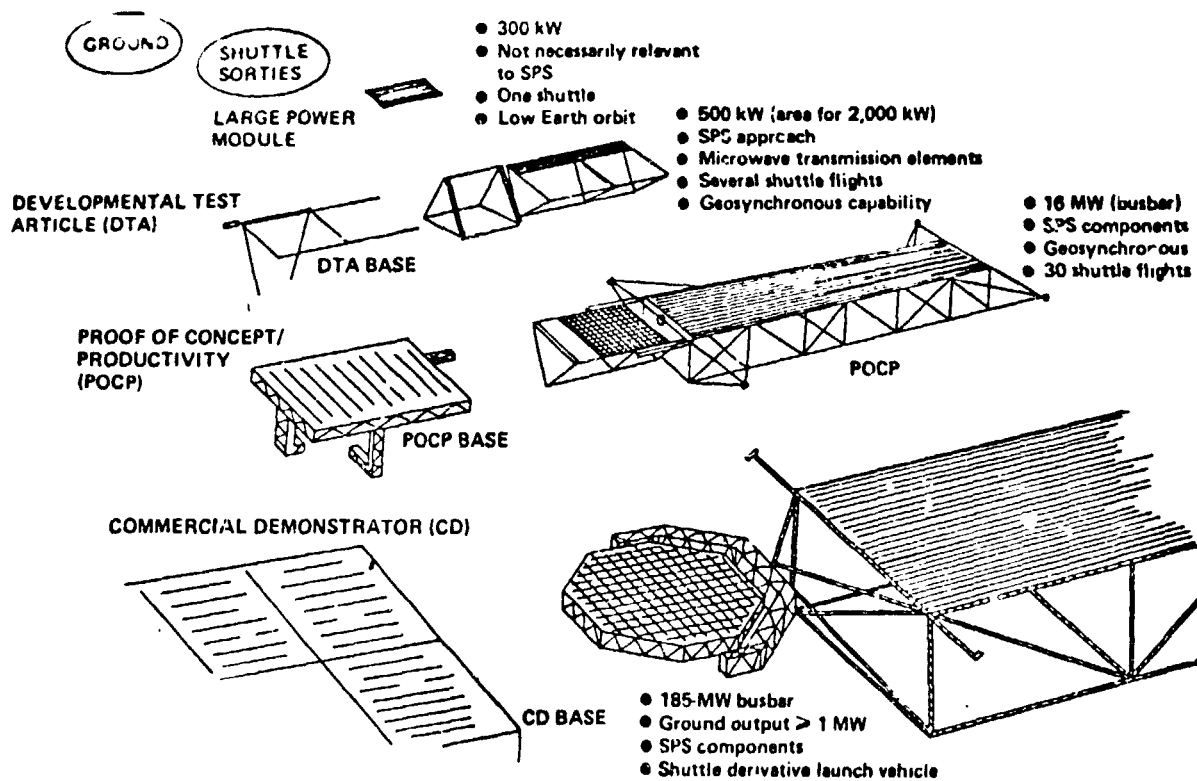 GROUND
SHUTTLE
SORTIES
LARGE POWER
MODULE
● 300 kW
● Not necessarily relevant
to SPS
● One shuttle
● Low Earth orbit
● 500 kW (area for 2,000 kW)
● SPS approach
● Microwave transmission elements
● Several shuttle flights
● Geosynchronous capability
DEVELOPMENTAL TEST
ARTICLE (DTA)
DTA BASE
● 16 MW (busbar)
● SPS components
● Geosynchronous
● 30 shuttle flights
PROOF OF CONCEPT/
PRODUCTIVITY
(POCP)
POCP BASE
POCP
COMMERCIAL DEMONSTRATOR (CD)
CD BASE
● 185-MW busbar
● Ground output ⩾ 1 MW
● SPS components
● Shuttle derivative launch vehicle